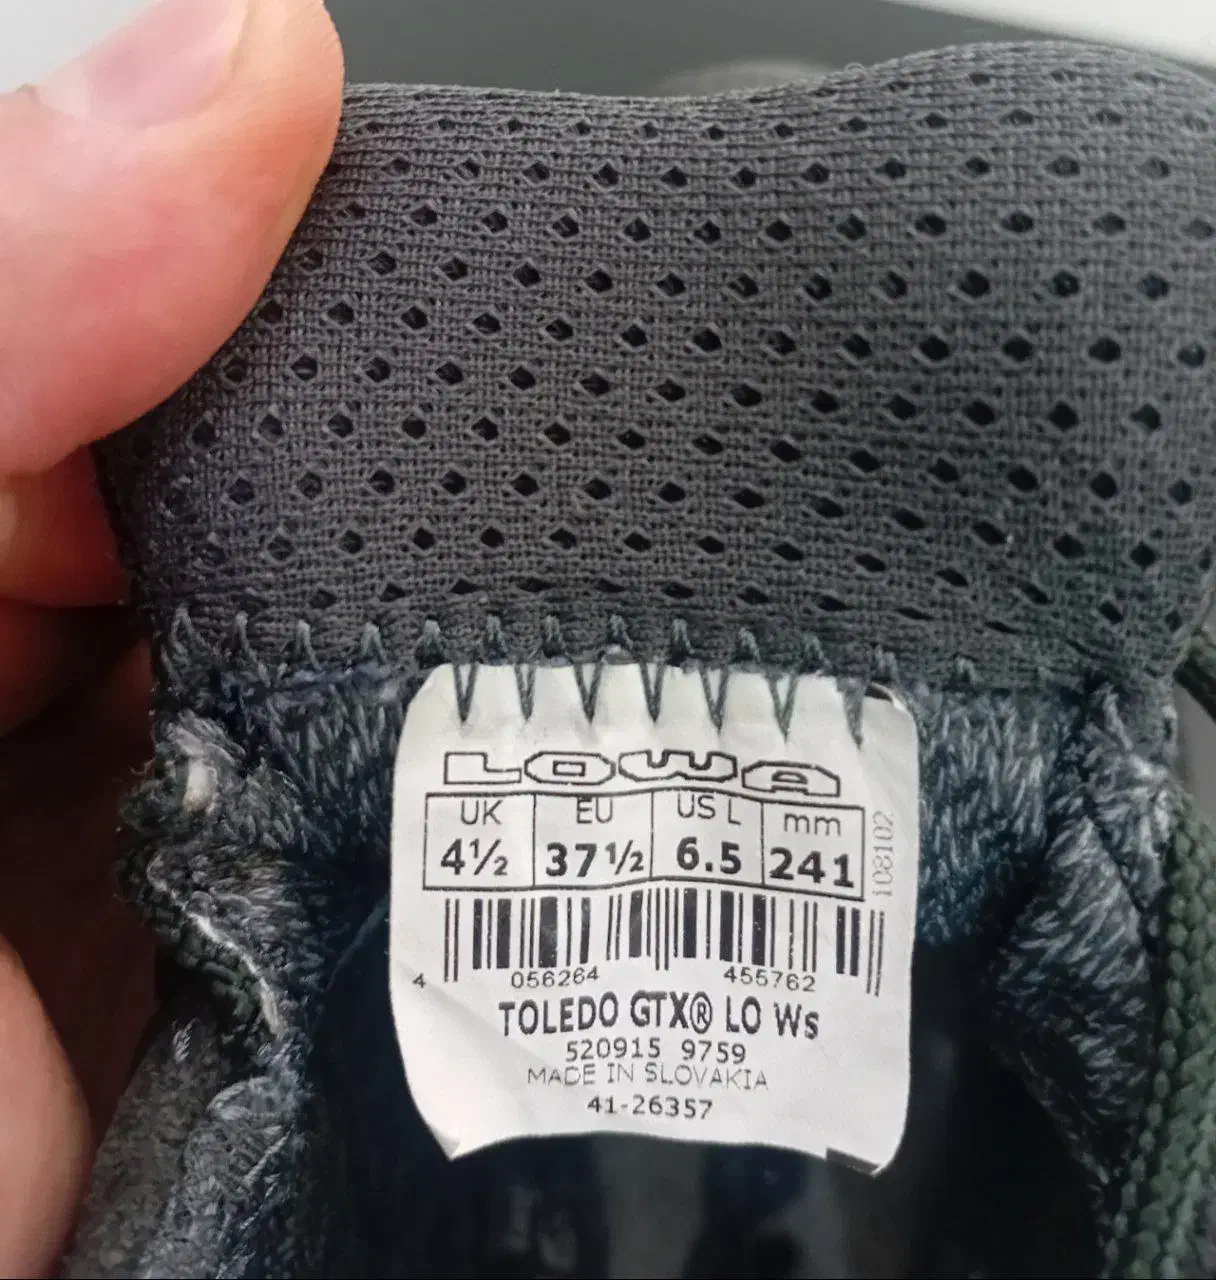 LOWA
UK EU US L mm
4½ 37½ 6.5 241
108102
4 056264 455762
TOLEDO GTX® LO Ws
520915 9759
MADE IN SLOVAKIA
41-26357